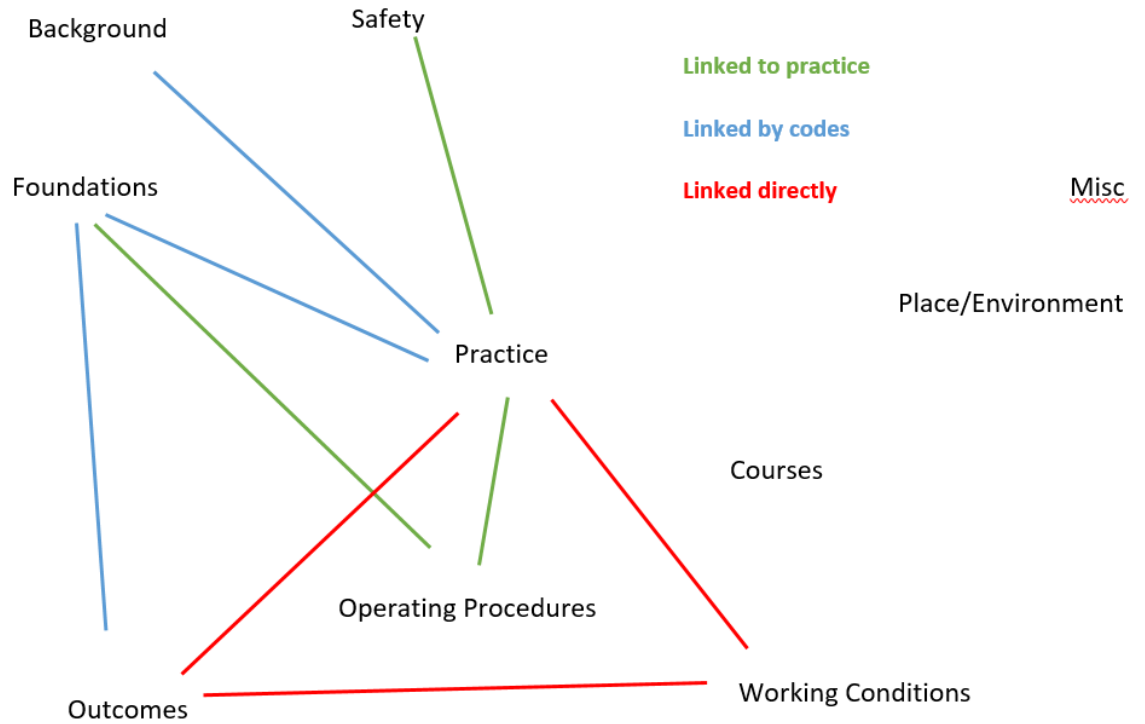 Background
Safety
Linked to practice
Linked by codes
Foundations
Linked directly
Misc
Place/Environment
Practice
Courses
Operating Procedures
Working Conditions
Outcomes